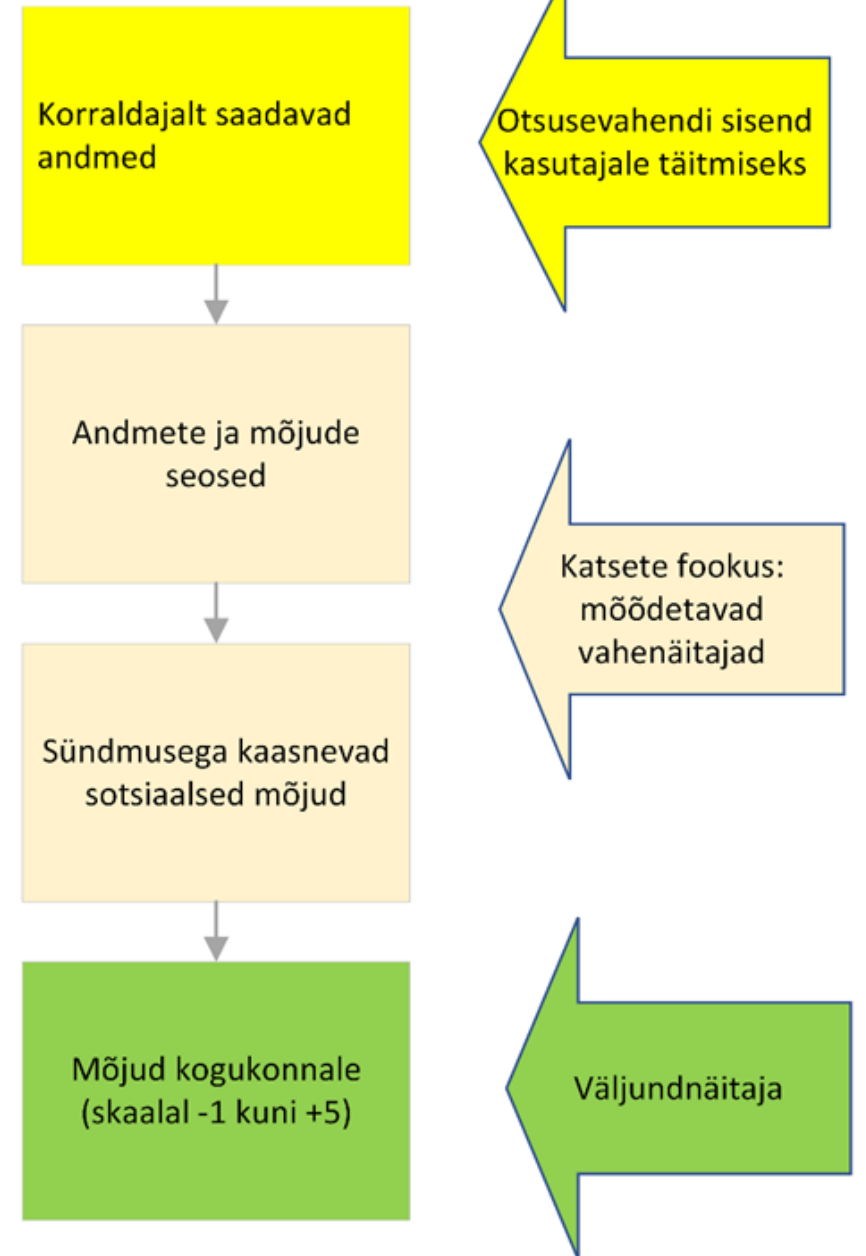 Korraldajalt saadavad
andmed
Otsusevahendi sisend
kasutajale täitmiseks
Andmete ja mõjude
seosed
Katsete fookus:
mõõdetavad
vahenäitajad
Sündmusega kaasnevad
sotsiaalsed mõjud
Mõjud kogukonnale
(skaalal -1 kuni +5)
Väljundnäitaja